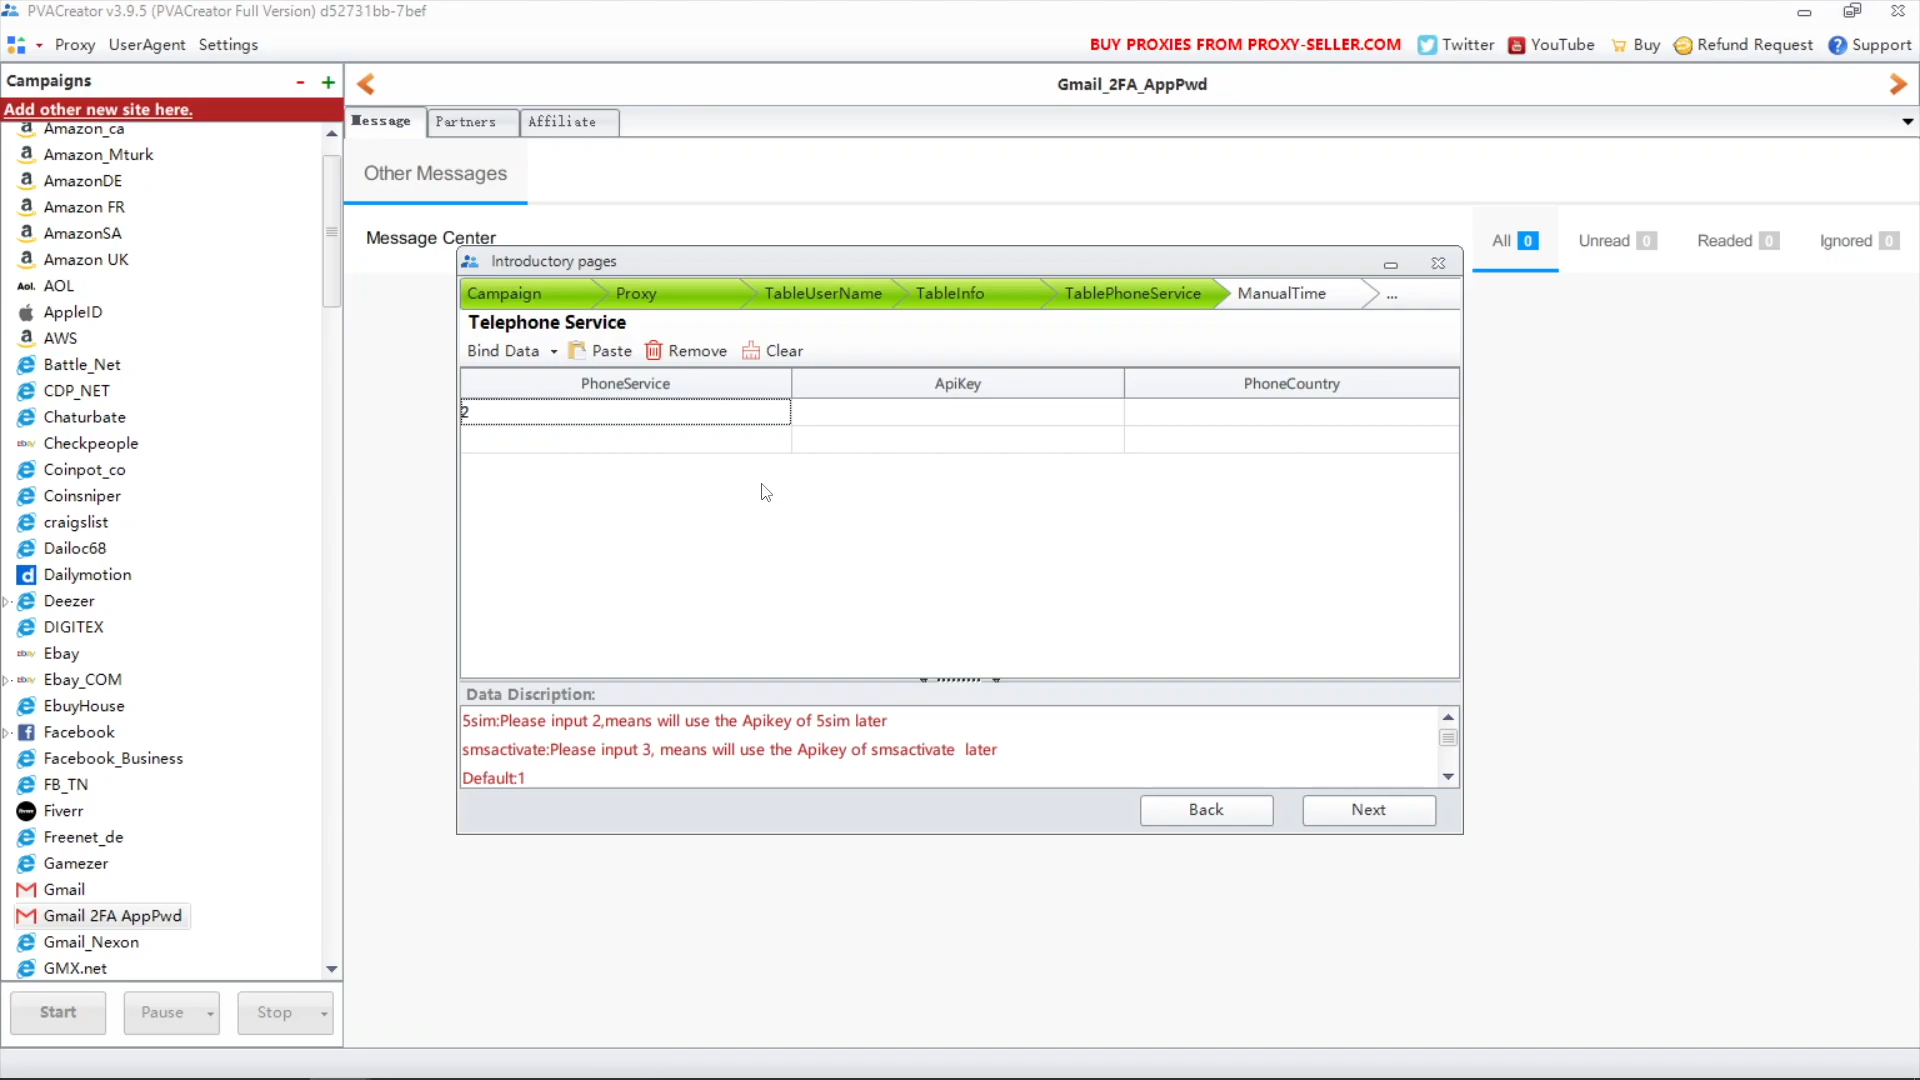 PVACreator v3.9.5 (PVACreator Full Version) d52731bb-7bef
Proxy UserAgent Settings
BUY PROXIES FROM PROXY-SELLER.COM Twitter YouTube Buy Refund Request Support
Campaigns - +
Gmail_2FA_AppPwd
Add other new site here.
Message Partners Affiliate
Amazon_ca
Amazon_Mturk
AmazonDE
Amazon FR
AmazonSA
Amazon UK
Aol. AOL
AppleID
AWS
Battle_Net
CDP_NET
Chaturbate
Checkpeople
Coinpot_co
Coinsniper
craigslist
Dailoc68
Dailymotion
Deezer
DIGITEX
Ebay
Ebay_COM
EbuyHouse
Facebook
Facebook_Business
FB_TN
Fiverr
Freenet_de
Gamezer
Gmail
Gmail 2FA AppPwd
Gmail_Nexon
GMX.net
Start Pause Stop
Other Messages
Message Center
All 0 Unread 0 Readed 0 Ignored 0
Introductory pages
Campaign Proxy TableUserName TableInfo TablePhoneService ManualTime ...
Telephone Service
Bind Data Paste Remove Clear
PhoneService ApiKey PhoneCountry
2
Data Discription:
5sim:Please input 2,means will use the Apikey of 5sim later
smsactivate:Please input 3, means will use the Apikey of smsactivate later
Default:1
Back Next